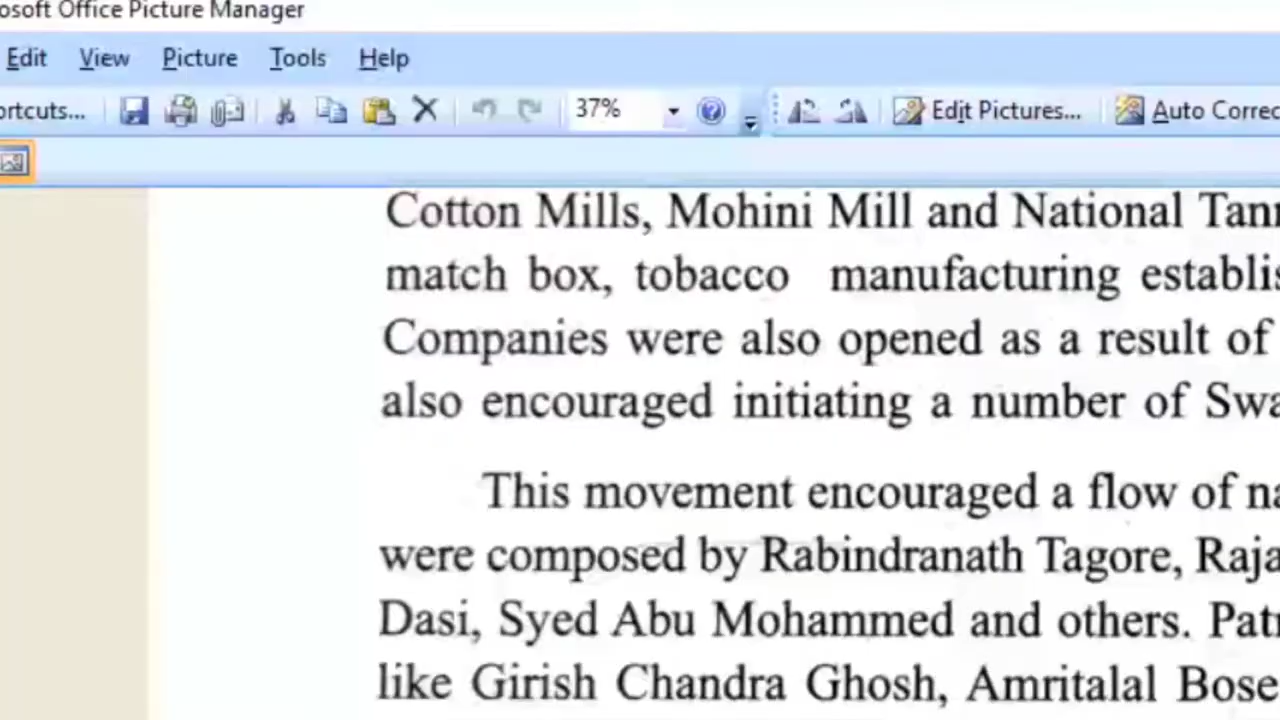 osoft Office Picture Manager
Edit View Picture Tools Help
ortcuts... 37% Edit Pictures... Auto Correc
Cotton Mills, Mohini Mill and National Tann
match box, tobacco manufacturing establis
Companies were also opened as a result of
also encouraged initiating a number of Swa
This movement encouraged a flow of na
were composed by Rabindranath Tagore, Raja
Dasi, Syed Abu Mohammed and others. Patr
like Girish Chandra Ghosh, Amritalal Bose